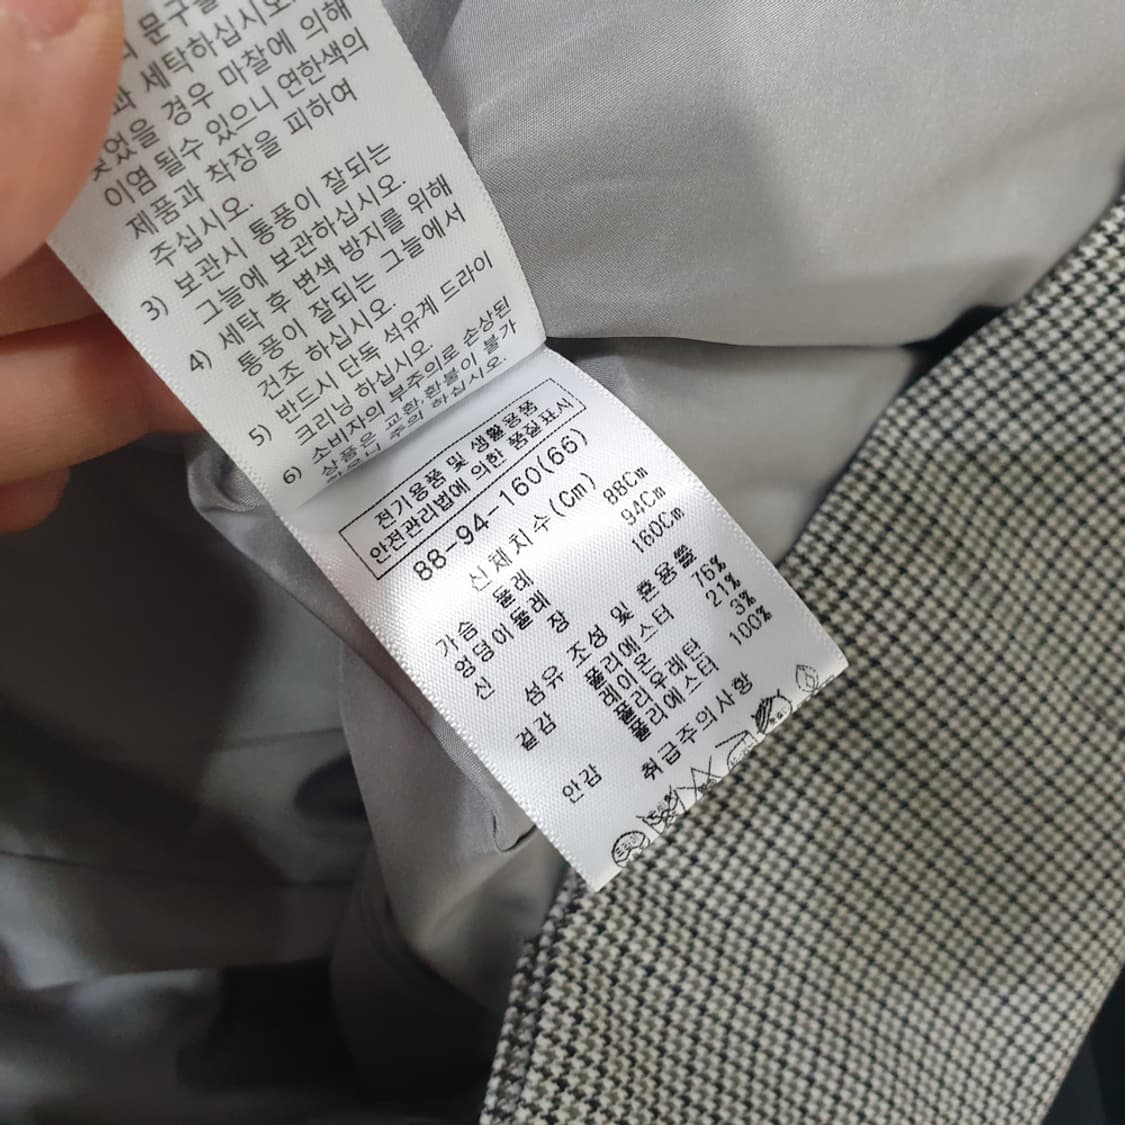 문구를
과 세탁하십시오.
젖었을 경우 마찰에 의해
이염 될수 있으니 연한색의
제품과 착장을 피하여
주십시오.
3) 보관시 통풍이 잘되는
그늘에 보관하십시오.
4) 세탁 후 변색 방지를 위해
통풍이 잘되는 그늘에서
건조 하십시오.
5) 반드시 단독 석유계 드라이
크리닝 하십시오.
6) 소비자의 부주의로 손상된
상품은 교환,환불이 불가
하오니 주의 하십시오.
전기용품 및 생활용품
안전관리법에 의한 품질표시
88-94-160(66)
신체치수(Cm)
가슴둘레 88Cm
엉덩이둘레 94Cm
신장 160Cm
섬유 조성 및 혼용율
겉감 폴리에스터 76%
레이온 21%
폴리우레탄 3%
안감 폴리에스터 100%
취급주의사항